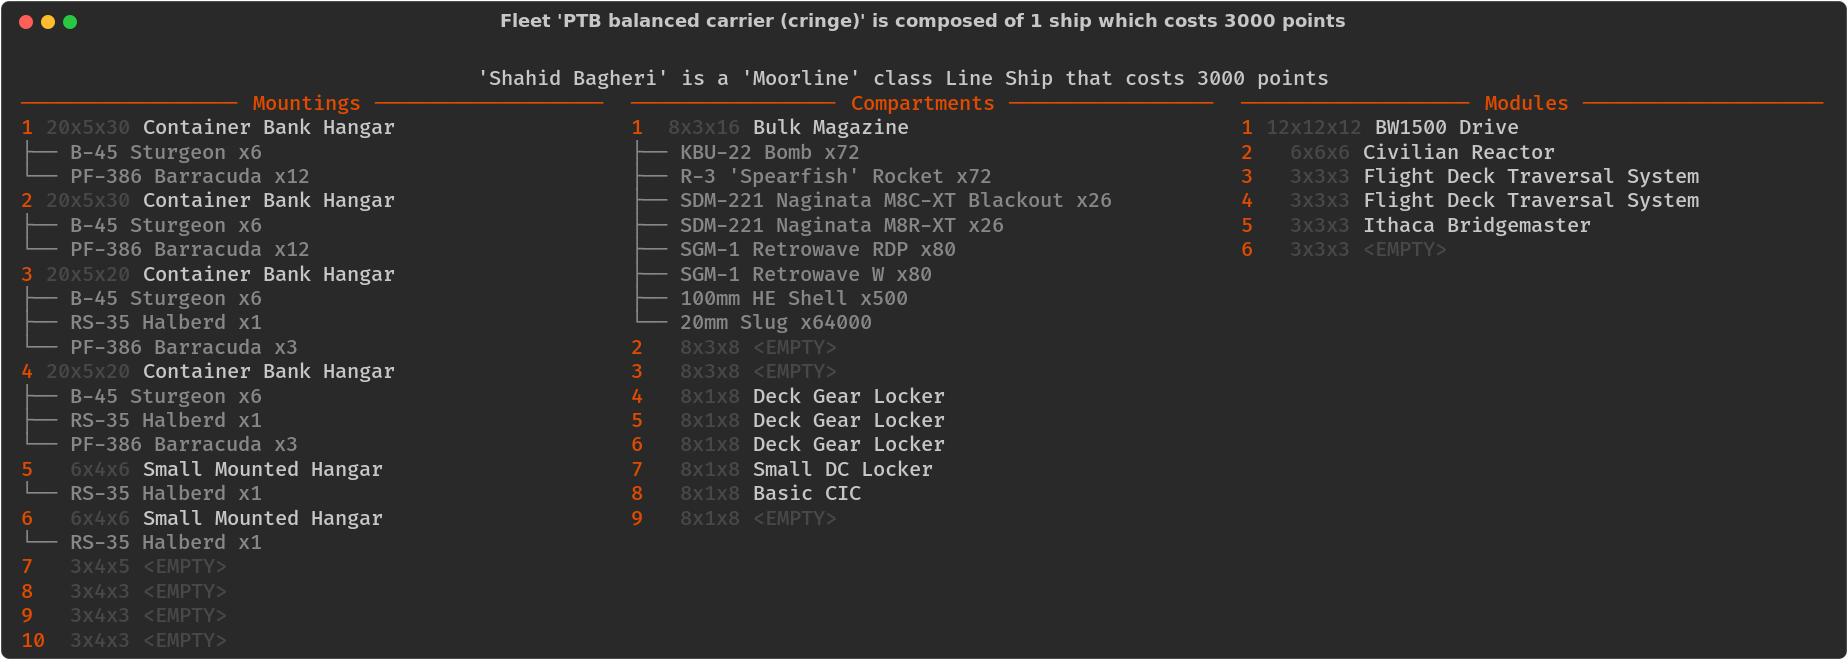 Fleet 'PTB balanced carrier (cringe)' is composed of 1 ship which costs 3000 points
'Shahid Bagheri' is a 'Moorline' class Line Ship that costs 3000 points
Mountings
1 20x5x30 Container Bank Hangar
B-45 Sturgeon x6
PF-386 Barracuda x12
2 20x5x30 Container Bank Hangar
B-45 Sturgeon x6
PF-386 Barracuda x12
3 20x5x20 Container Bank Hangar
B-45 Sturgeon x6
RS-35 Halberd x1
PF-386 Barracuda x3
4 20x5x20 Container Bank Hangar
B-45 Sturgeon x6
RS-35 Halberd x1
PF-386 Barracuda x3
5 6x4x6 Small Mounted Hangar
RS-35 Halberd x1
6 6x4x6 Small Mounted Hangar
RS-35 Halberd x1
7 3x4x5 <EMPTY>
8 3x4x3 <EMPTY>
9 3x4x3 <EMPTY>
10 3x4x3 <EMPTY>
Compartments
1 8x3x16 Bulk Magazine
KBU-22 Bomb x72
R-3 'Spearfish' Rocket x72
SDM-221 Naginata M8C-XT Blackout x26
SDM-221 Naginata M8R-XT x26
SGM-1 Retrowave RDP x80
SGM-1 Retrowave W x80
100mm HE Shell x500
20mm Slug x64000
2 8x3x8 <EMPTY>
3 8x3x8 <EMPTY>
4 8x1x8 Deck Gear Locker
5 8x1x8 Deck Gear Locker
6 8x1x8 Deck Gear Locker
7 8x1x8 Small DC Locker
8 8x1x8 Basic CIC
9 8x1x8 <EMPTY>
Modules
1 12x12x12 BW1500 Drive
2 6x6x6 Civilian Reactor
3 3x3x3 Flight Deck Traversal System
4 3x3x3 Flight Deck Traversal System
5 3x3x3 Ithaca Bridgemaster
6 3x3x3 <EMPTY>